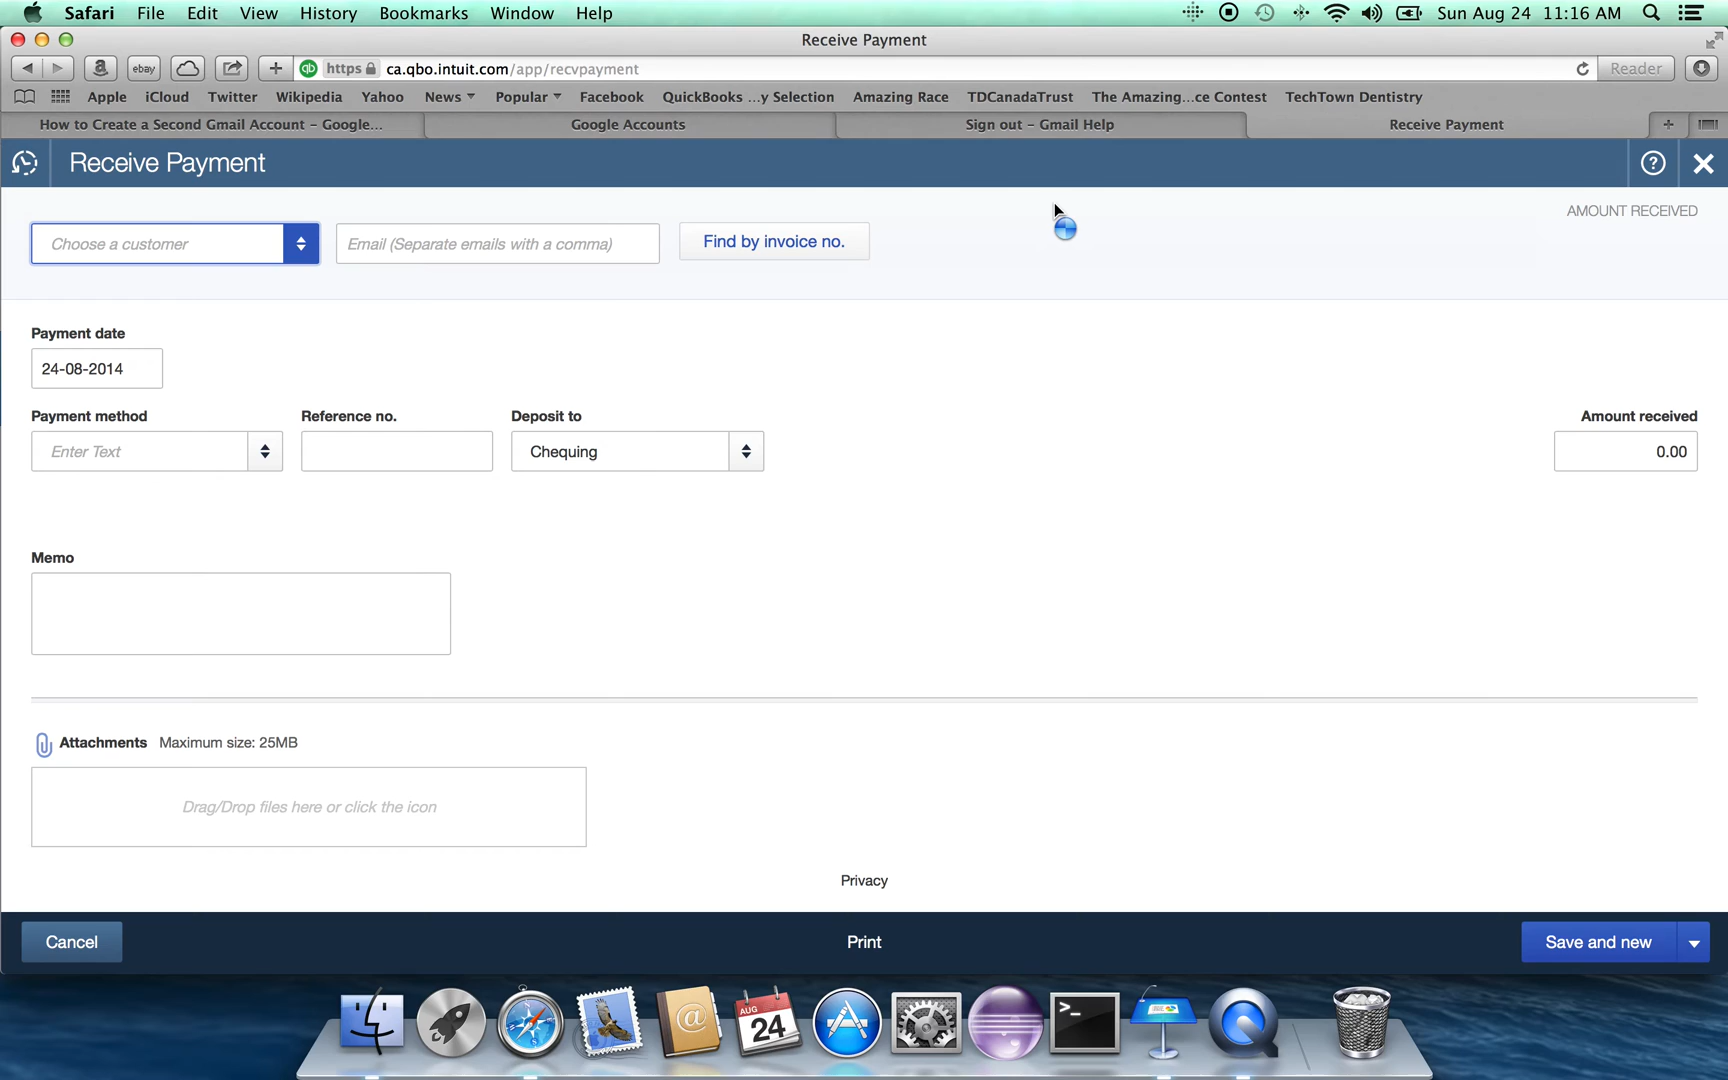 Safari File Edit View History Bookmarks Window Help Sun Aug 24 11:16 AM
Receive Payment
a ebay + qb https ca.qbo.intuit.com/app/recvpayment Reader
Apple iCloud Twitter Wikipedia Yahoo News Popular Facebook QuickBooks ...y Selection Amazing Race TDCanadaTrust The Amazing...ce Contest TechTown Dentistry
How to Create a Second Gmail Account – Google... Google Accounts Sign out – Gmail Help Receive Payment +
Receive Payment ?
AMOUNT RECEIVED
Choose a customer Email (Separate emails with a comma) Find by invoice no.
Payment date
24-08-2014
Payment method Reference no. Deposit to Amount received
Enter Text Chequing 0.00
Memo
Attachments Maximum size: 25MB
Drag/Drop files here or click the icon
Privacy
Cancel Print Save and new
AUG
24
@
>_